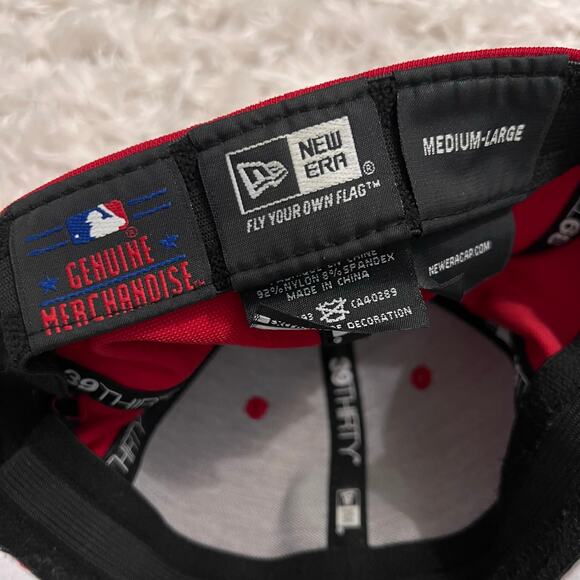 GENUINE
MERCHANDISE™
NEW
ERA®
FLY YOUR OWN FLAG™
MEDIUM-LARGE
92% NYLON 8% SPANDEX
MADE IN CHINA
CA40289
DECORATION
NEWERACAP.COM
39THIRTY
39THIRTY